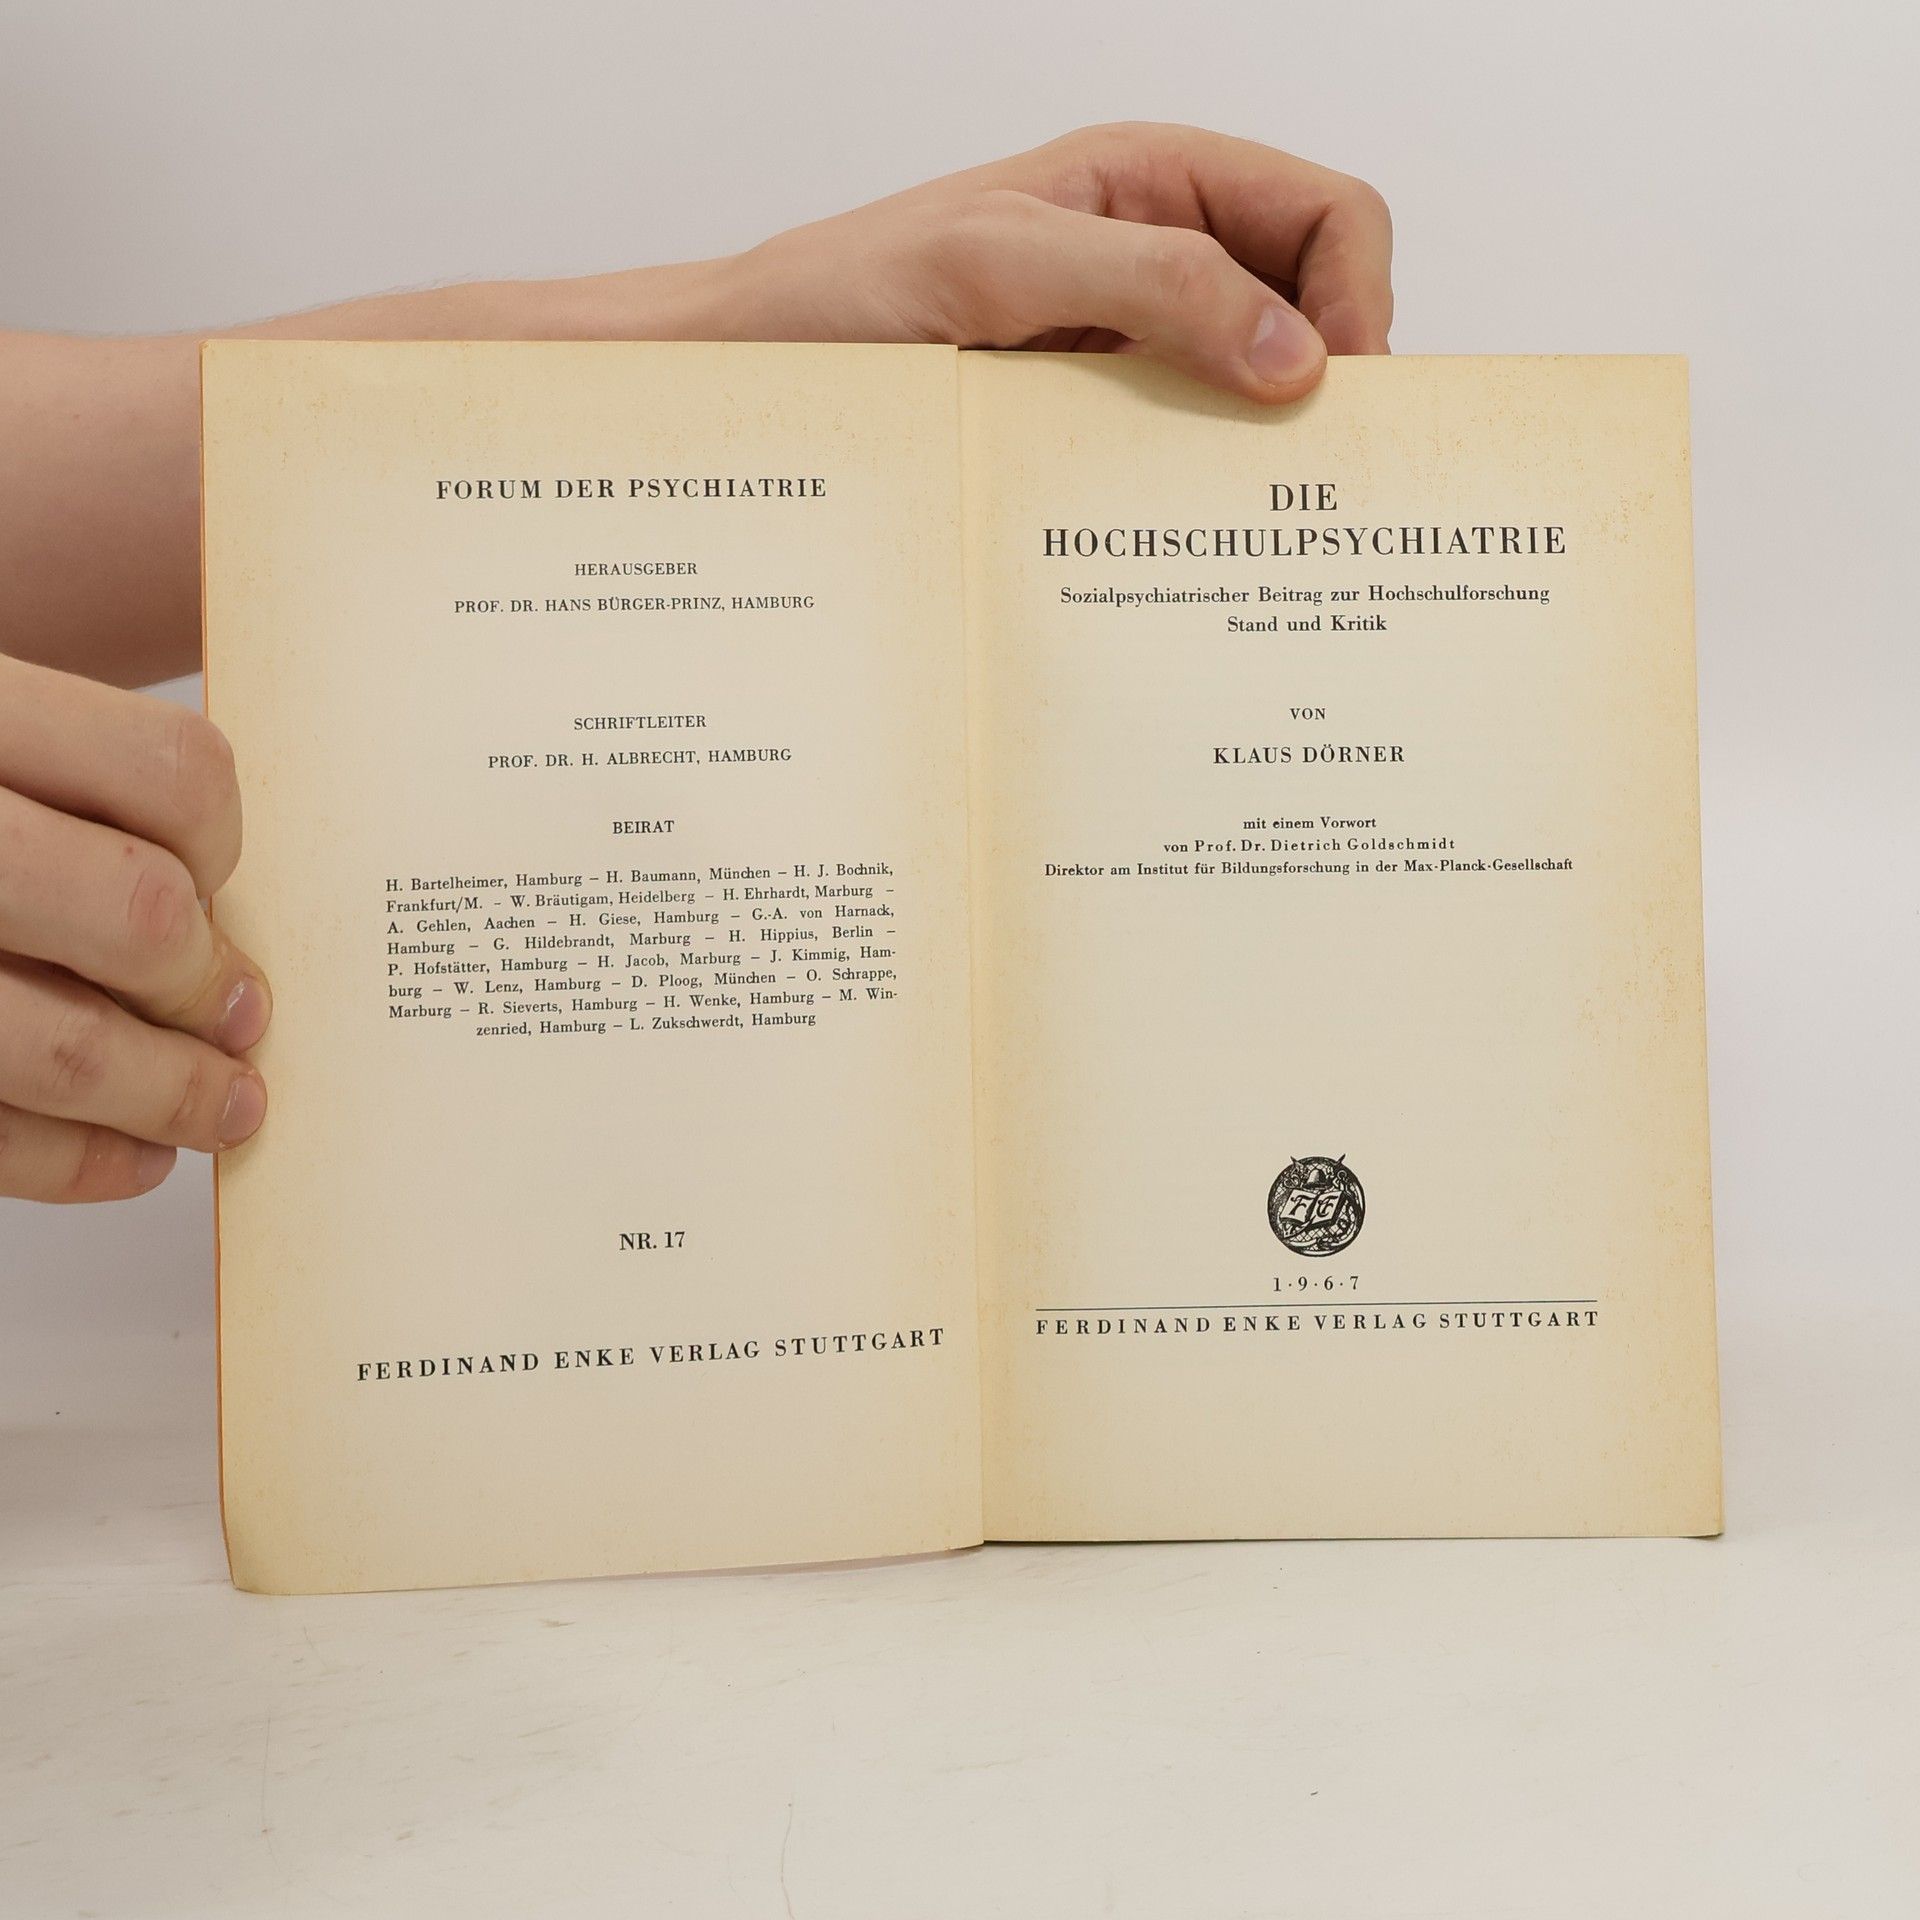 FORUM DER PSYCHIATRIE
HERAUSGEBER
PROF. DR. HANS BÜRGER-PRINZ, HAMBURG
SCHRIFTLEITER
PROF. DR. H. ALBRECHT, HAMBURG
BEIRAT
H. Bartelheimer, Hamburg – H. Baumann, München – H. J. Bochnik,
Frankfurt/M. – W. Bräutigam, Heidelberg – H. Ehrhardt, Marburg –
A. Gehlen, Aachen – H. Giese, Hamburg – G.-A. von Harnack,
Hamburg – G. Hildebrandt, Marburg – H. Hippius, Berlin –
P. Hofstätter, Hamburg – H. Jacob, Marburg – J. Kimmig, Ham-
burg – W. Lenz, Hamburg – D. Ploog, München – O. Schrappe,
Marburg – R. Sieverts, Hamburg – H. Wenke, Hamburg – M. Win-
zenried, Hamburg – L. Zukschwerdt, Hamburg
NR. 17
FERDINAND ENKE VERLAG STUTTGART
DIE
HOCHSCHULPSYCHIATRIE
Sozialpsychiatrischer Beitrag zur Hochschulforschung
Stand und Kritik
VON
KLAUS DÖRNER
mit einem Vorwort
von Prof. Dr. Dietrich Goldschmidt
Direktor am Institut für Bildungsforschung in der Max-Planck-Gesellschaft
F E
1·9·6·7
FERDINAND ENKE VERLAG STUTTGART